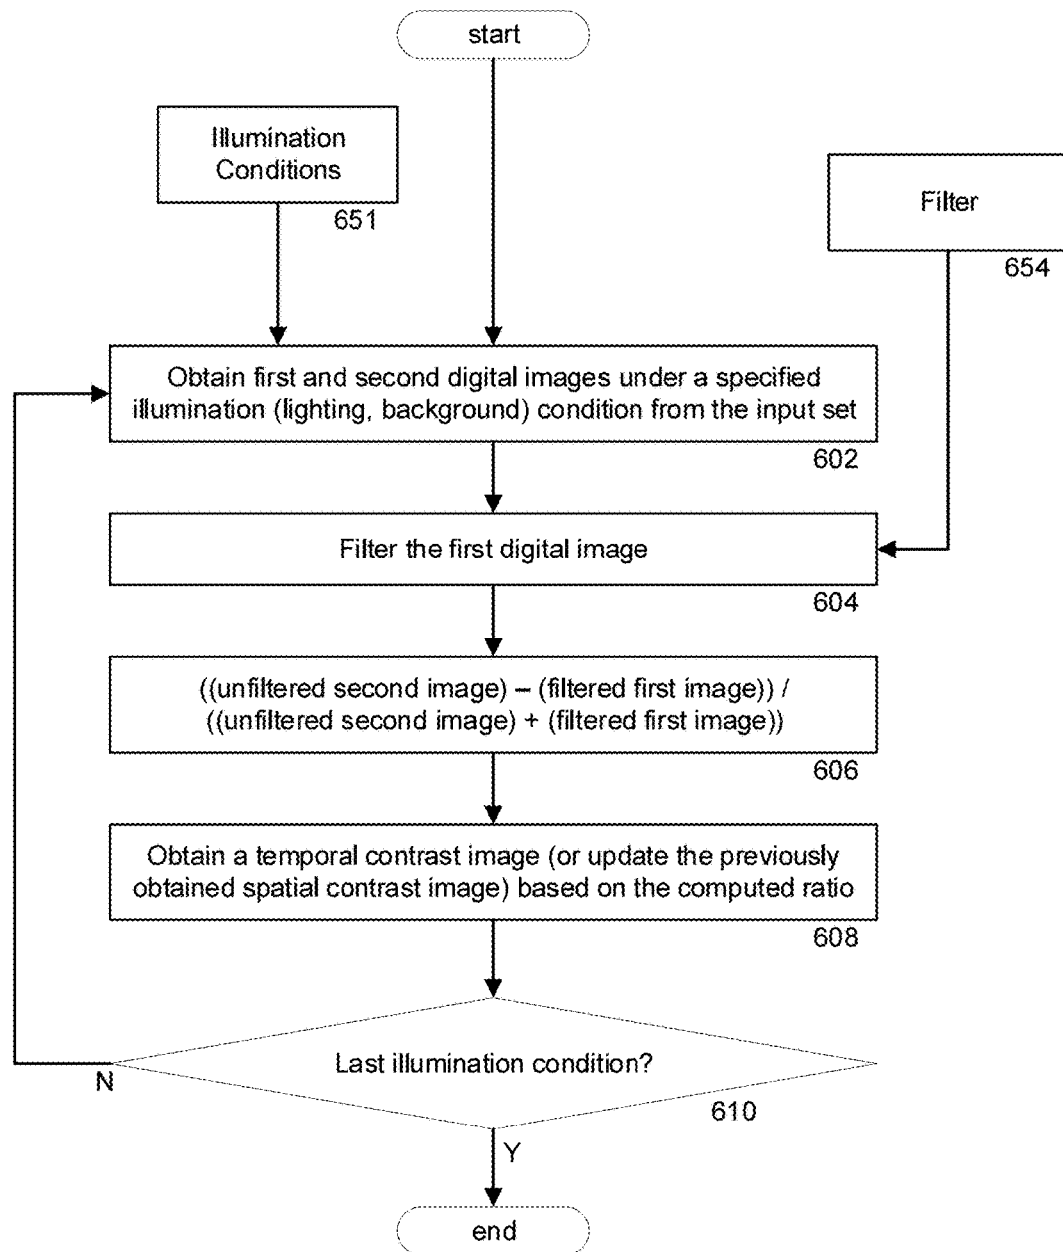 start
Illumination
Conditions
651
Filter
654
Obtain first and second digital images under a specified
illumination (lighting, background) condition from the input set
602
Filter the first digital image
604
((unfiltered second image) – (filtered first image)) /
((unfiltered second image) + (filtered first image))
606
Obtain a temporal contrast image (or update the previously
obtained spatial contrast image) based on the computed ratio
608
Last illumination condition?
N
610
Y
end